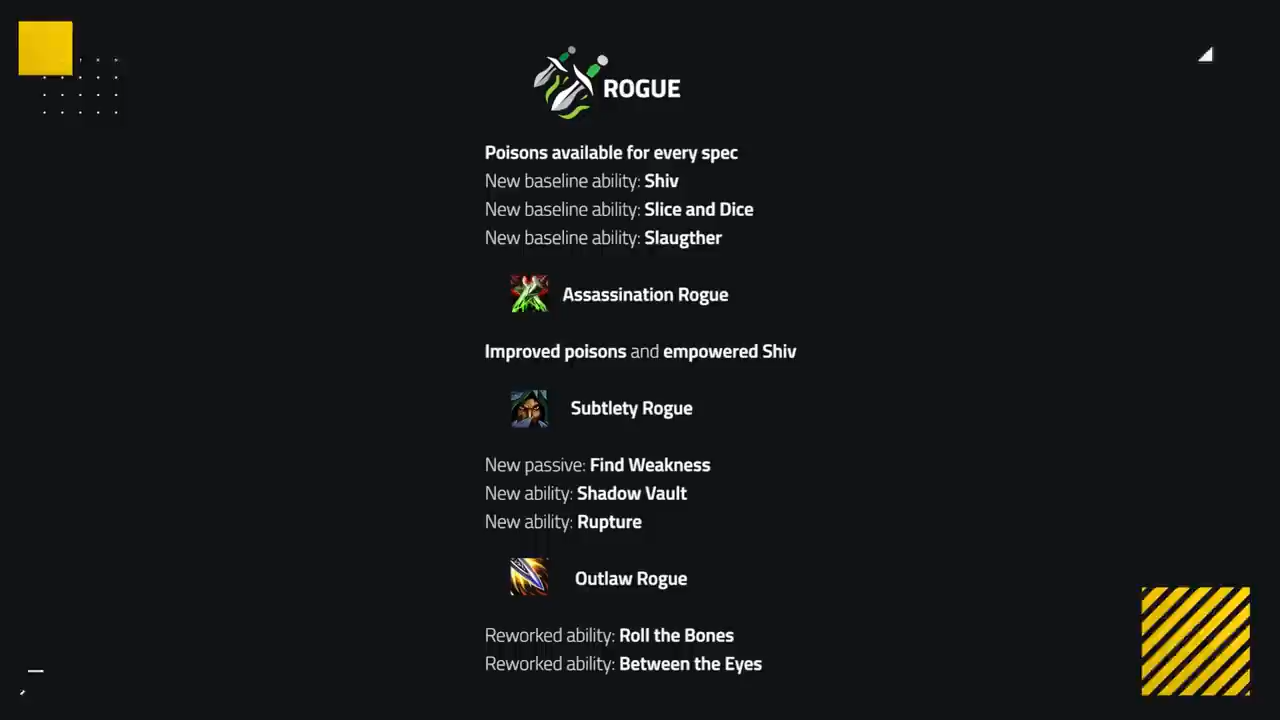 ROGUE
Poisons available for every spec
New baseline ability: Shiv
New baseline ability: Slice and Dice
New baseline ability: Slaugther
Assassination Rogue
Improved poisons and empowered Shiv
Subtlety Rogue
New passive: Find Weakness
New ability: Shadow Vault
New ability: Rupture
Outlaw Rogue
Reworked ability: Roll the Bones
Reworked ability: Between the Eyes